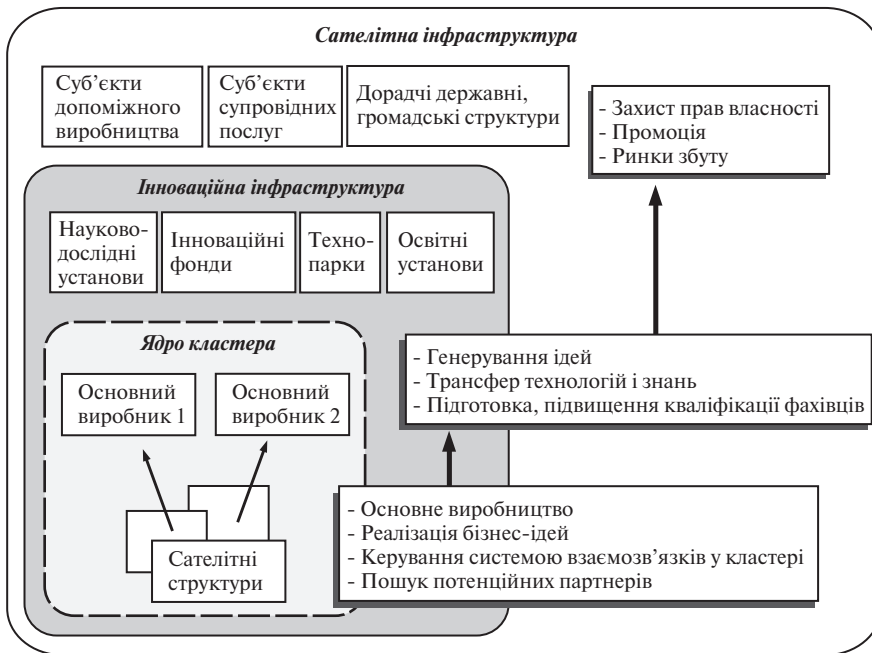 Сателітна інфраструктура
Суб’єкти
допоміжного
виробництва
Суб’єкти
супровідних
послуг
Дорадчі державні,
громадські структури
- Захист прав власності
- Промоція
- Ринки збуту
Інноваційна інфраструктура
Науково-
дослідні
установи
Інноваційні
фонди
Техно-
парки
Освітні
установи
Ядро кластера
Основний
виробник 1
Основний
виробник 2
- Генерування ідей
- Трансфер технологій і знань
- Підготовка, підвищення кваліфікації фахівців
Сателітні
структури
- Основне виробництво
- Реалізація бізнес-ідей
- Керування системою взаємозв’язків у кластері
- Пошук потенційних партнерів